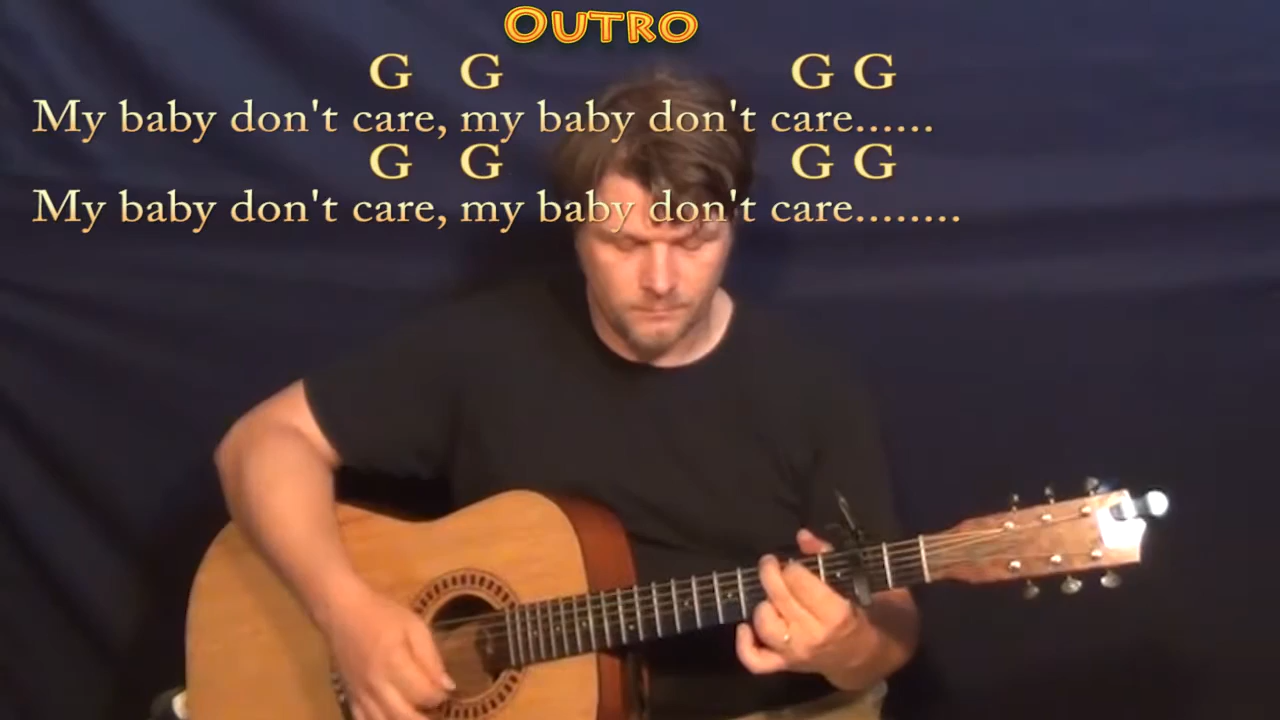 OUTRO
G G G G
My baby don't care, my baby don't care......
G G G G
My baby don't care, my baby don't care........